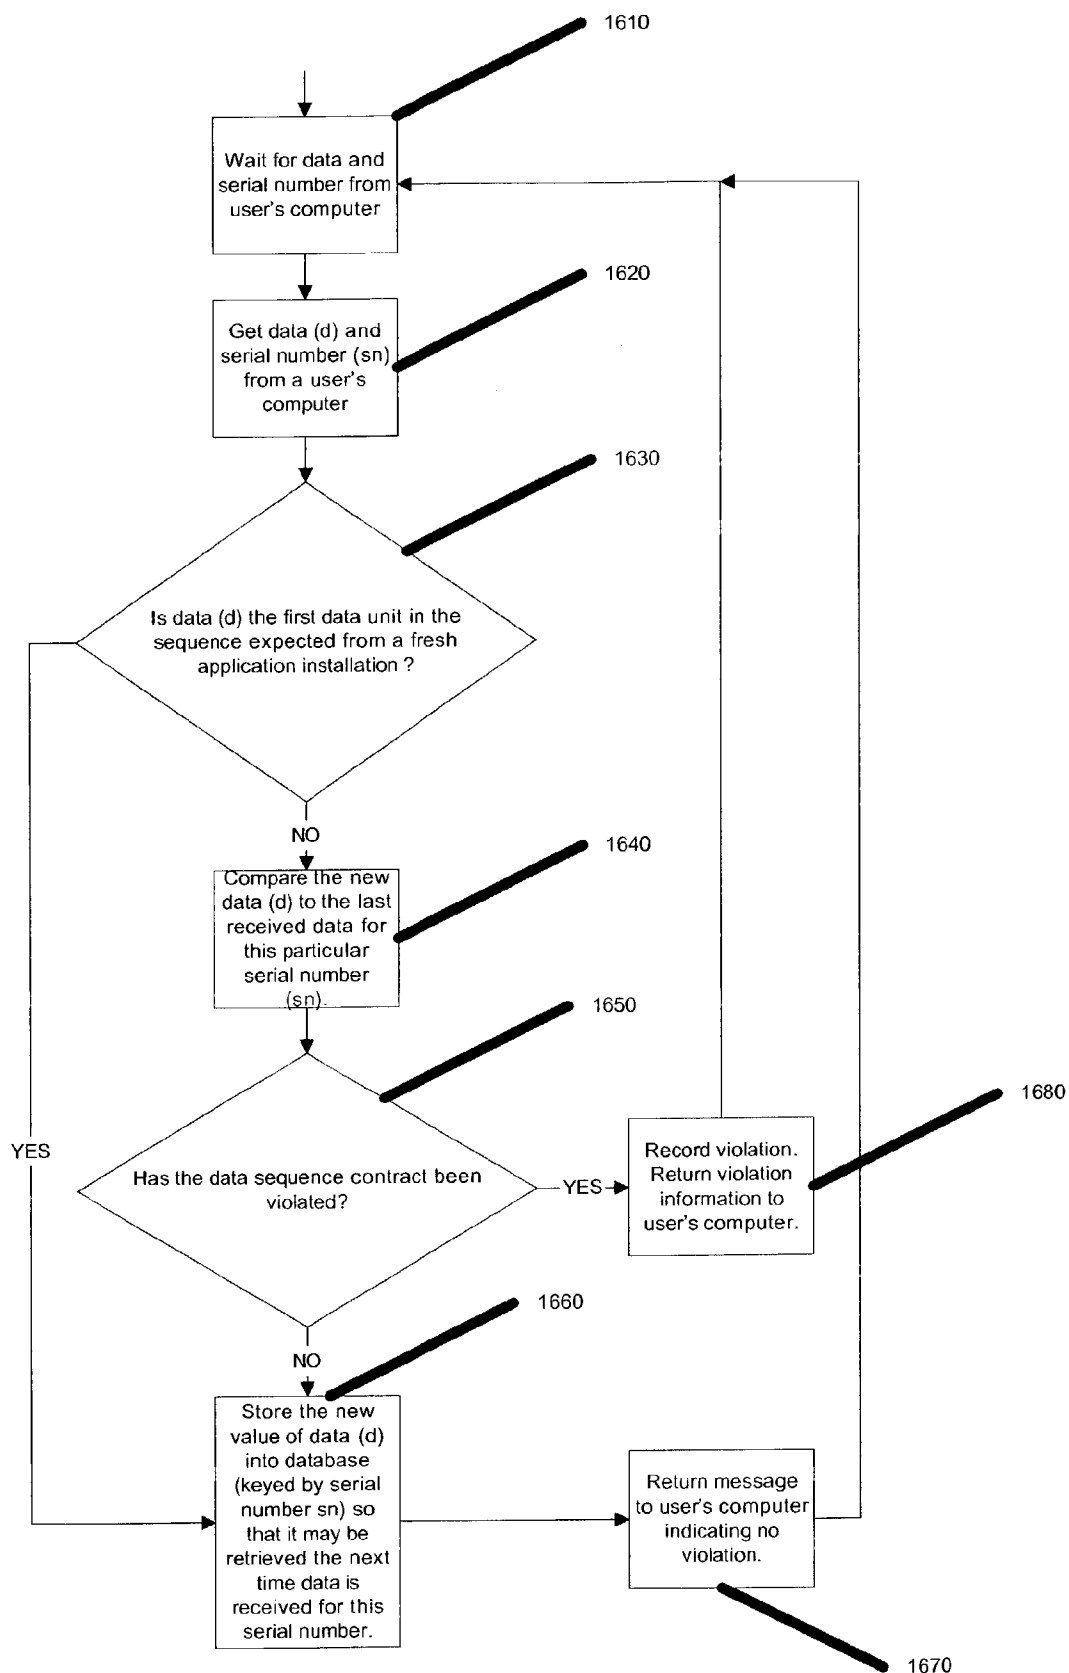 1610
Wait for data and
serial number from
user's computer
1620
Get data (d) and
serial number (sn)
from a user's
computer
1630
Is data (d) the first data unit in the
sequence expected from a fresh
application installation ?
NO
1640
Compare the new
data (d) to the last
received data for
this particular
serial number
(sn).
1650
1680
YES
Has the data sequence contract been
violated?
YES
Record violation.
Return violation
information to
user's computer.
1660
NO
Store the new
value of data (d)
into database
(keyed by serial
number sn) so
that it may be
retrieved the next
time data is
received for this
serial number.
Return message
to user's computer
indicating no
violation.
1670